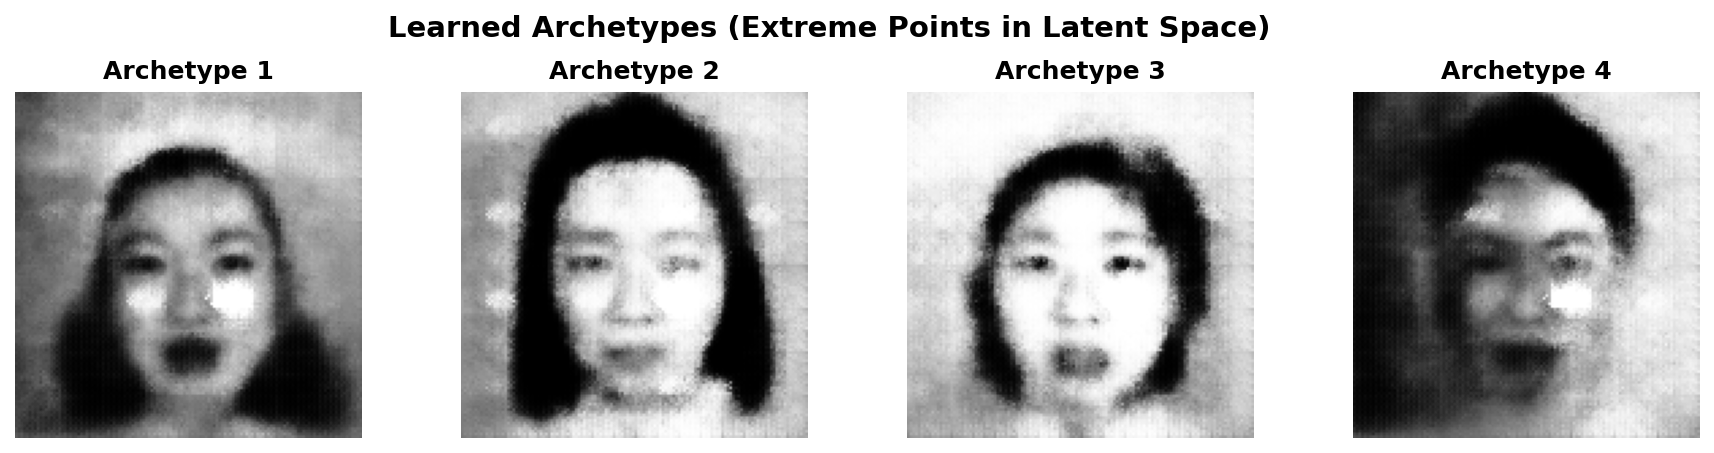 Learned Archetypes (Extreme Points in Latent Space)
Archetype 1
Archetype 2
Archetype 3
Archetype 4